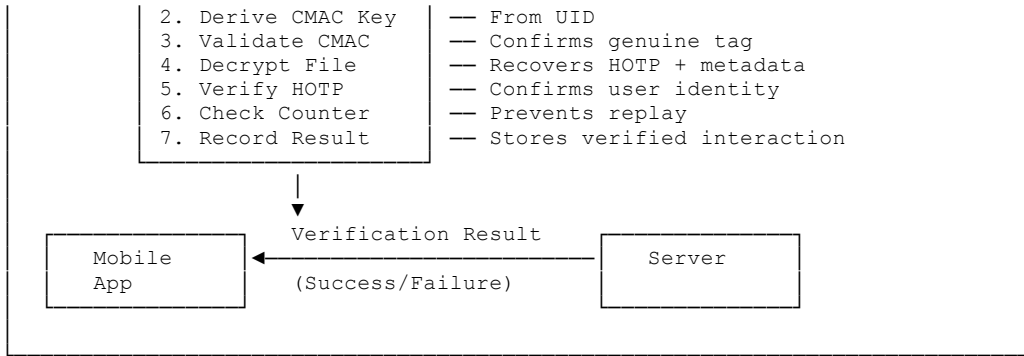 2. Derive CMAC Key — From UID
3. Validate CMAC — Confirms genuine tag
4. Decrypt File — Recovers HOTP + metadata
5. Verify HOTP — Confirms user identity
6. Check Counter — Prevents replay
7. Record Result — Stores verified interaction
Verification Result
Mobile Server
App (Success/Failure)